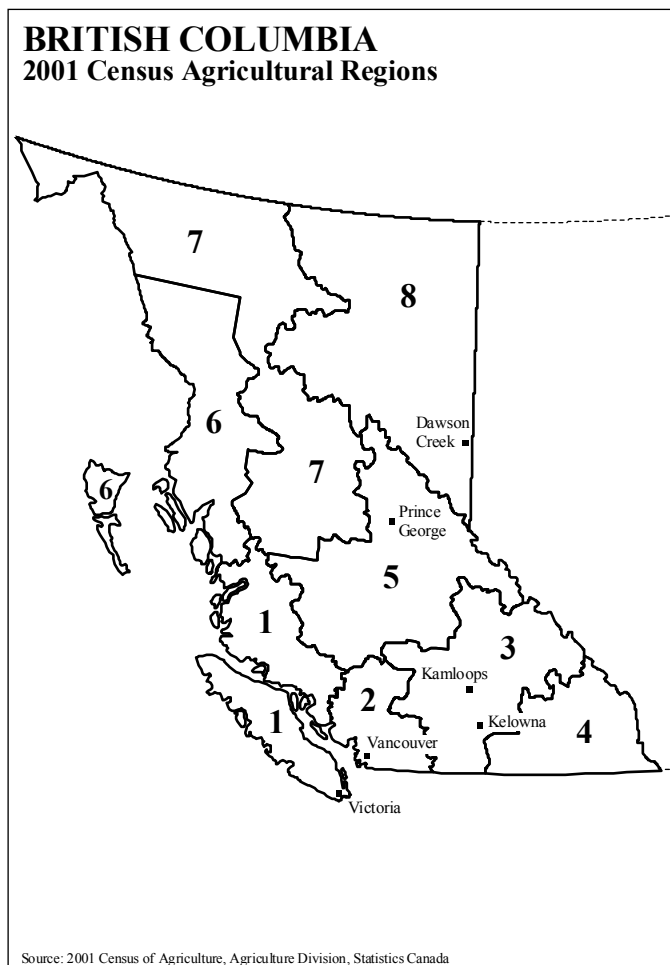 BRITISH COLUMBIA
2001 Census Agricultural Regions
7
8
6
Dawson
Creek
7
6
Prince
George
5
1
3
Kamloops
2
1
Kelowna
4
Vancouver
Victoria
Source: 2001 Census of Agriculture, Agriculture Division, Statistics Canada